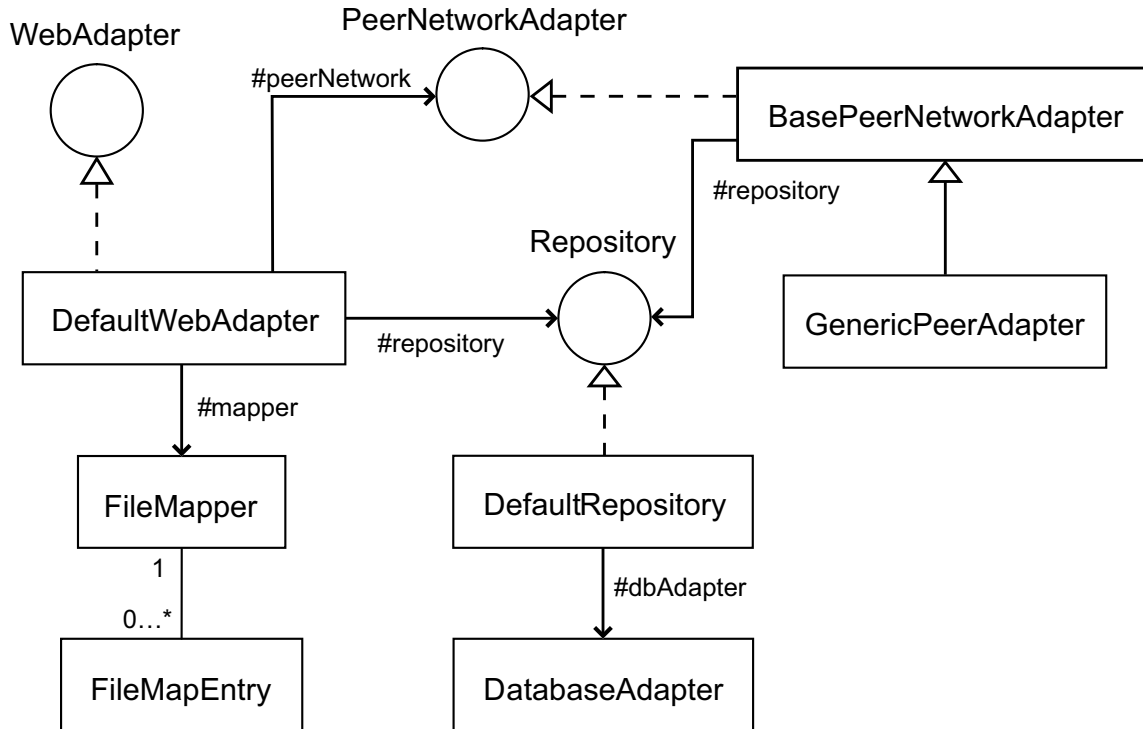 WebAdapter
PeerNetworkAdapter
#peerNetwork
BasePeerNetworkAdapter
#repository
Repository
DefaultWebAdapter
#repository
GenericPeerAdapter
#mapper
FileMapper
DefaultRepository
1
#dbAdapter
0...*
FileMapEntry
DatabaseAdapter